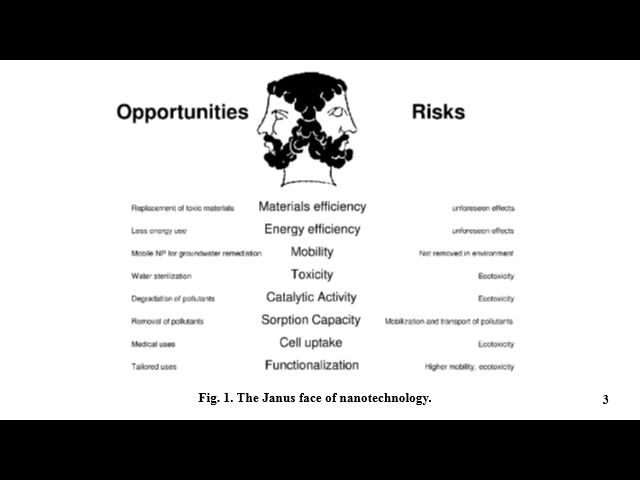 Opportunities Risks
Replacement of toxic materials Materials efficiency unforeseen effects
Less energy use Energy efficiency unforeseen effects
Mobile NP for groundwater remediation Mobility Not removed in environment
Water sterilization Toxicity Ecotoxicity
Degradation of pollutants Catalytic Activity Ecotoxicity
Removal of pollutants Sorption Capacity Mobilization and transport of pollutants
Medical uses Cell uptake Ecotoxicity
Tailored uses Functionalization Higher mobility, ecotoxicity
Fig. 1. The Janus face of nanotechnology.
3